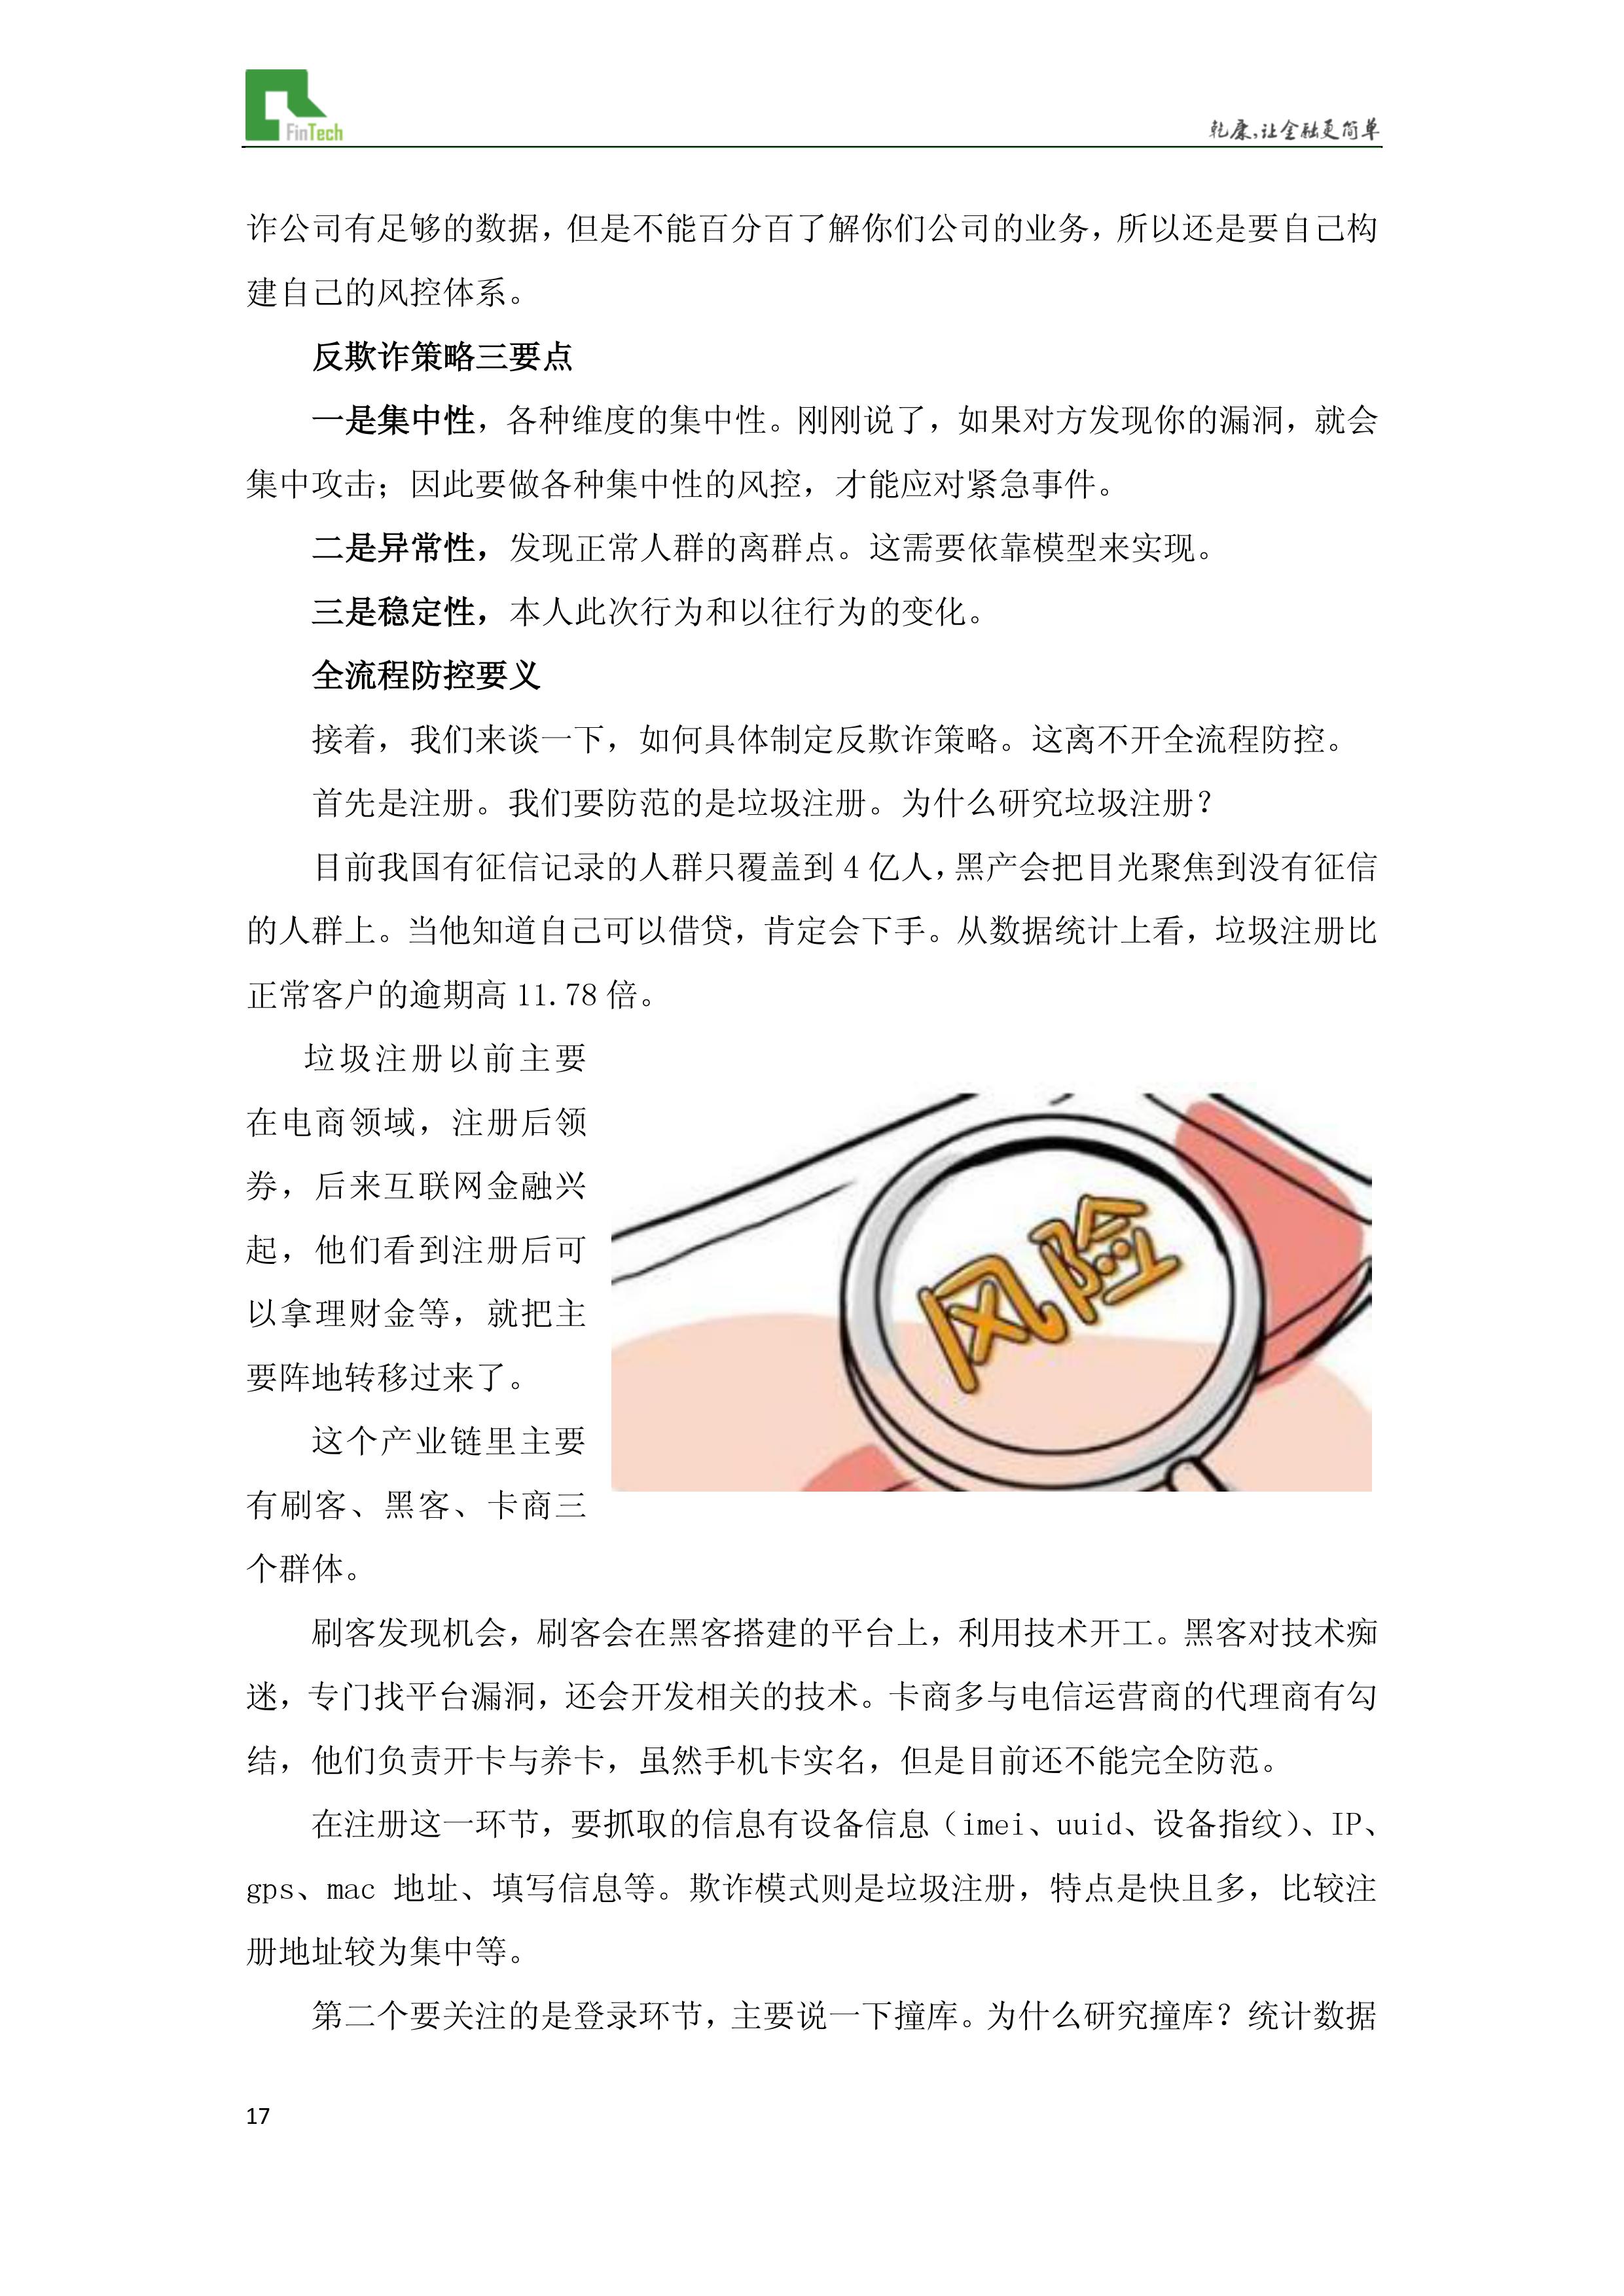 FinTech
乾康,让金融更简单
诈公司有足够的数据，但是不能百分百了解你们公司的业务，所以还是要自己构
建自己的风控体系。
反欺诈策略三要点
一是集中性，各种维度的集中性。刚刚说了，如果对方发现你的漏洞，就会
集中攻击；因此要做各种集中性的风控，才能应对紧急事件。
二是异常性，发现正常人群的离群点。这需要依靠模型来实现。
三是稳定性，本人此次行为和以往行为的变化。
全流程防控要义
接着，我们来谈一下，如何具体制定反欺诈策略。这离不开全流程防控。
首先是注册。我们要防范的是垃圾注册。为什么研究垃圾注册？
目前我国有征信记录的人群只覆盖到 4 亿人，黑产会把目光聚焦到没有征信
的人群上。当他知道自己可以借贷，肯定会下手。从数据统计上看，垃圾注册比
正常客户的逾期高 11.78 倍。
垃圾注册以前主要
在电商领域，注册后领
券，后来互联网金融兴
起，他们看到注册后可
以拿理财金等，就把主
要阵地转移过来了。
风险
这个产业链里主要
有刷客、黑客、卡商三
个群体。
刷客发现机会，刷客会在黑客搭建的平台上，利用技术开工。黑客对技术痴
迷，专门找平台漏洞，还会开发相关的技术。卡商多与电信运营商的代理商有勾
结，他们负责开卡与养卡，虽然手机卡实名，但是目前还不能完全防范。
在注册这一环节，要抓取的信息有设备信息（imei、uuid、设备指纹）、IP、
gps、mac 地址、填写信息等。欺诈模式则是垃圾注册，特点是快且多，比较注
册地址较为集中等。
第二个要关注的是登录环节，主要说一下撞库。为什么研究撞库？统计数据
17